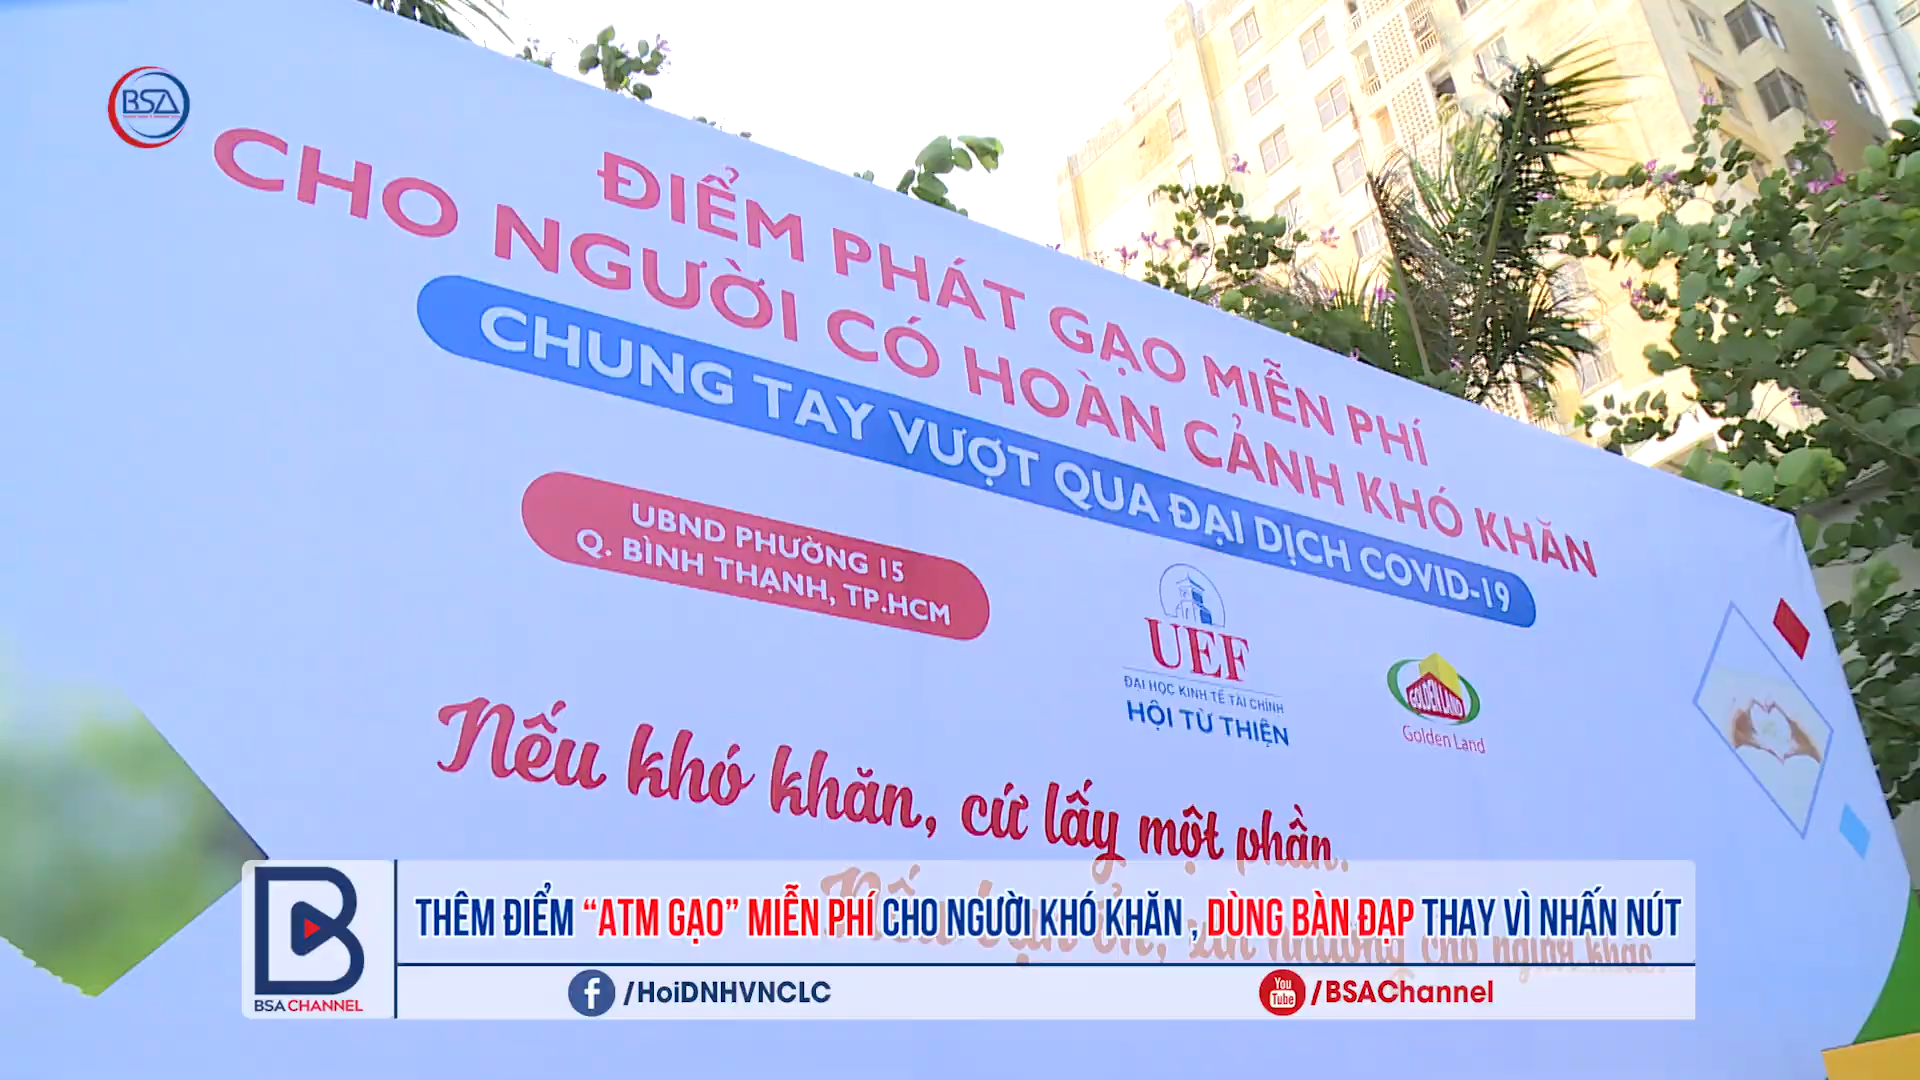 BSA
ĐIỂM PHÁT GẠO MIỄN PHÍ
CHO NGƯỜI CÓ HOÀN CẢNH KHÓ KHĂN
CHUNG TAY VƯỢT QUA ĐẠI DỊCH COVID-19
UBND PHƯỜNG 15
Q. BÌNH THẠNH, TP.HCM
UEF
ĐẠI HỌC KINH TẾ TÀI CHÍNH
HỘI TỪ THIỆN
GOLDEN LAND
Golden Land
Nếu khó khăn, cứ lấy một phần.
THÊM ĐIỂM “ATM GẠO” MIỄN PHÍ CHO NGƯỜI KHÓ KHĂN , DÙNG BÀN ĐẠP THAY VÌ NHẤN NÚT
BSA CHANNEL
/HoiDNHVNCLC
You Tube /BSAChannel